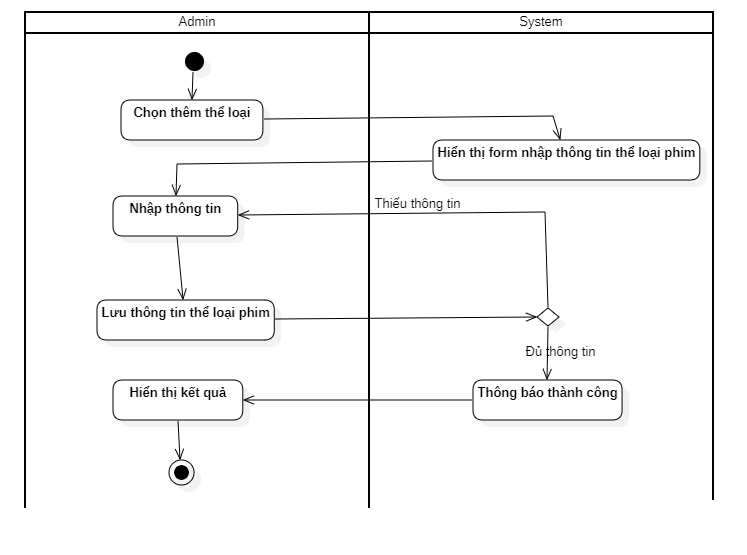 Admin
System
Chọn thêm thể loại
Hiển thị form nhập thông tin thể loại phim
Nhập thông tin
Thiếu thông tin
Lưu thông tin thể loại phim
Đủ thông tin
Hiển thị kết quả
Thông báo thành công